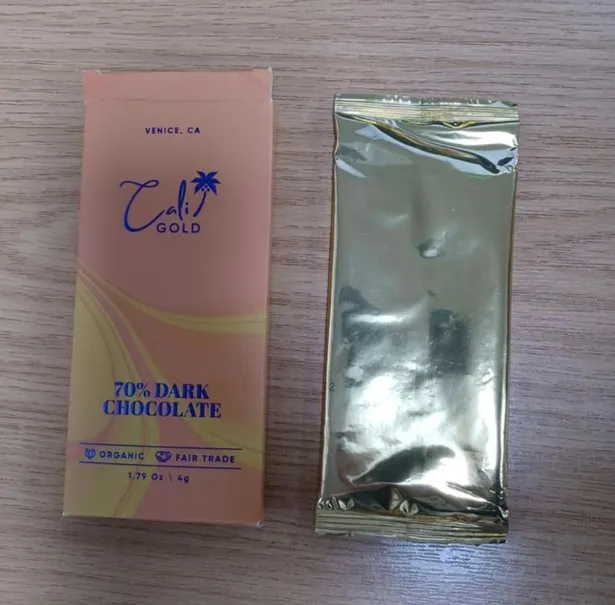 VENICE, CA
Cali
GOLD
70% DARK
CHOCOLATE
ORGANIC FAIR TRADE
1.79 Oz \ 4g